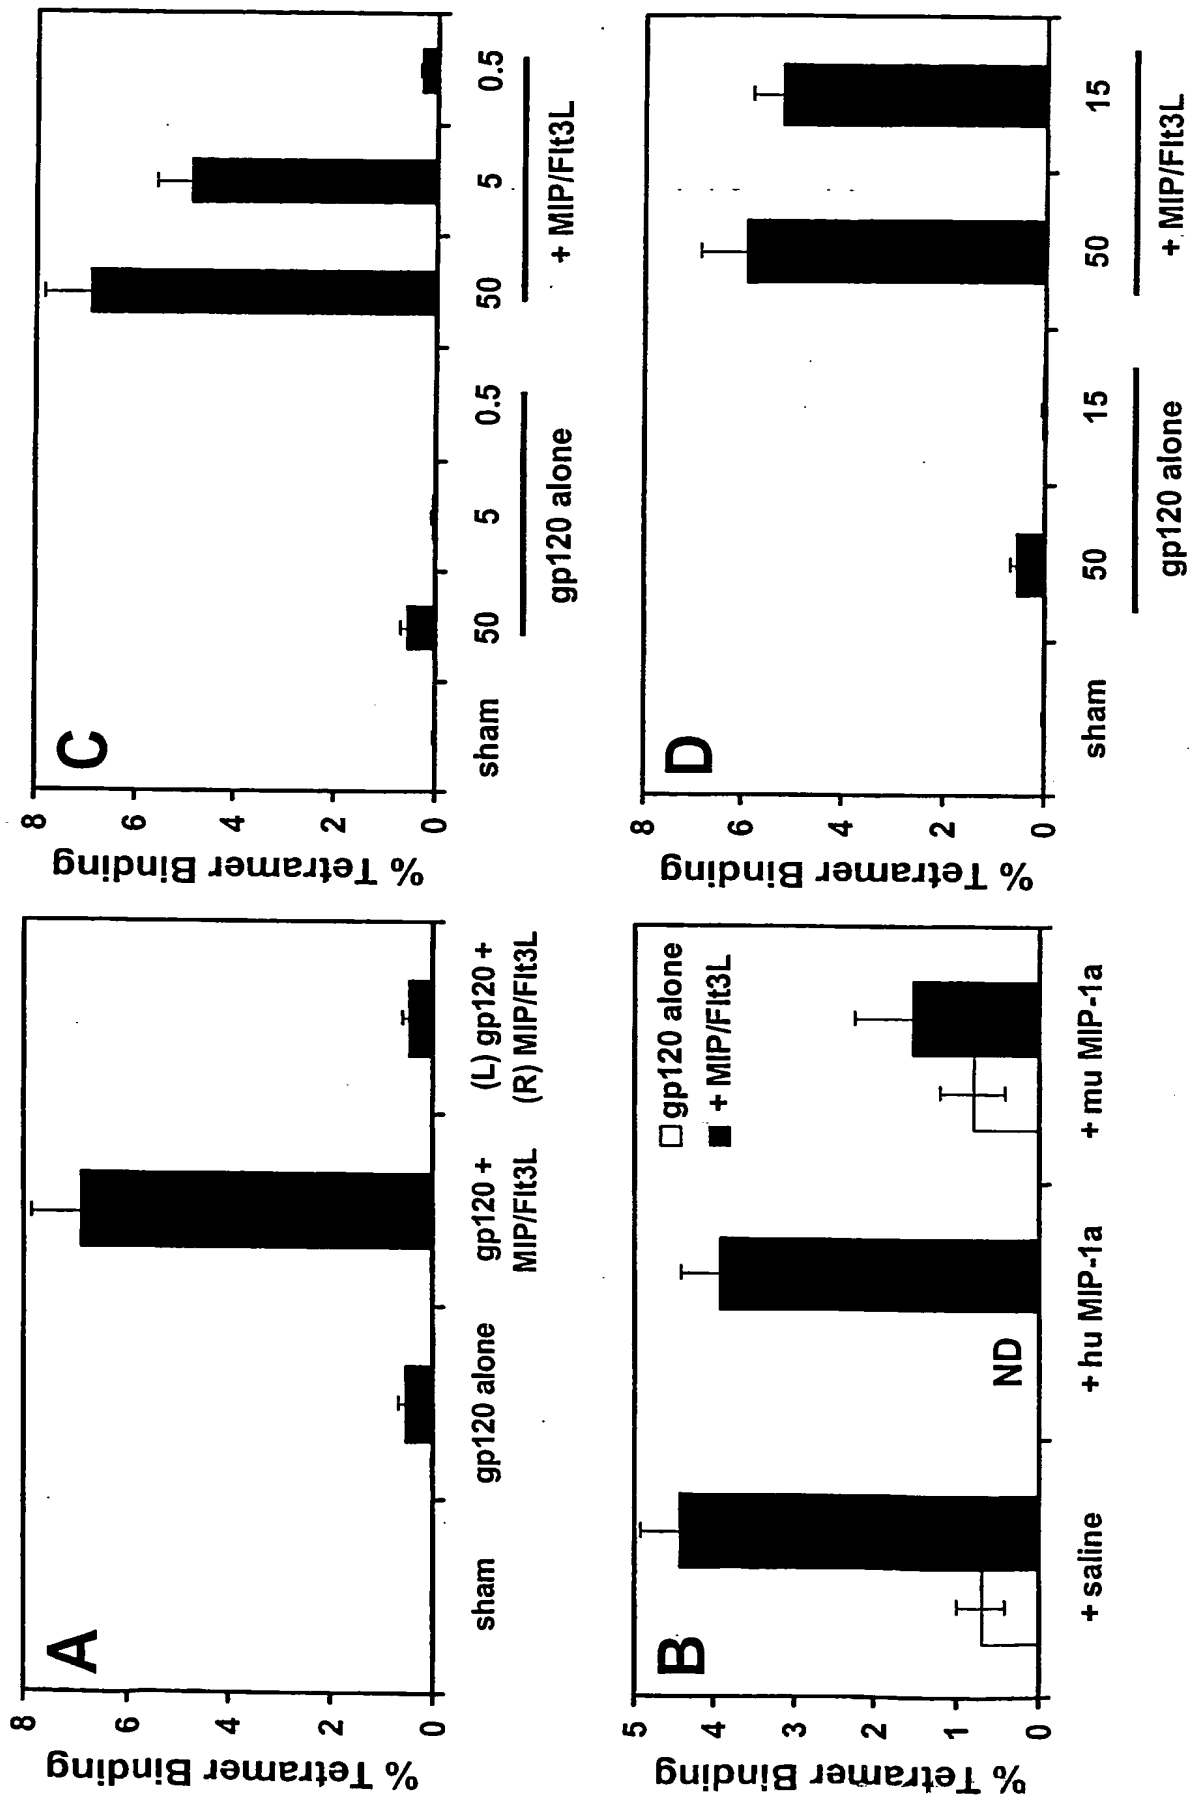 A
% Tetramer Binding
8
6
4
2
0
sham
gp120 alone
gp120 +
MIP/Flt3L
(L) gp120 +
(R) MIP/Flt3L
B
% Tetramer Binding
5
4
3
2
1
0
gp120 alone
+ MIP/Flt3L
ND
+ saline
+ hu MIP-1a
+ mu MIP-1a
C
% Tetramer Binding
8
6
4
2
0
sham
50
5
0.5
50
5
0.5
gp120 alone
+ MIP/Flt3L
D
% Tetramer Binding
8
6
4
2
0
sham
50
15
50
15
gp120 alone
+ MIP/Flt3L